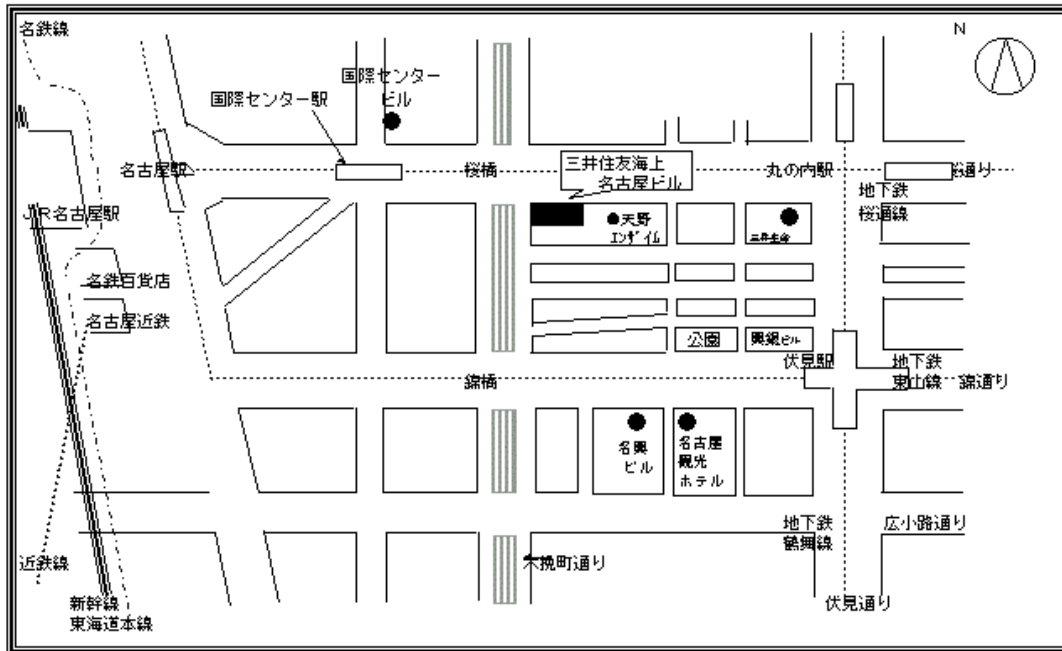 名鉄線
N
国際センター
ビル
国際センター駅
名古屋駅
桜橋
三井住友海上
名古屋ビル
丸の内駅
桜通り
地下鉄
桜通線
JR名古屋駅
天野
エンザイム
三井生命
名鉄百貨店
名古屋近鉄
公園
興銀ビル
伏見駅
地下鉄
東山線
錦通り
錦橋
名興
ビル
名古屋
観光
ホテル
地下鉄
鶴舞線
広小路通り
近鉄線
木挽町通り
新幹線
東海道本線
伏見通り